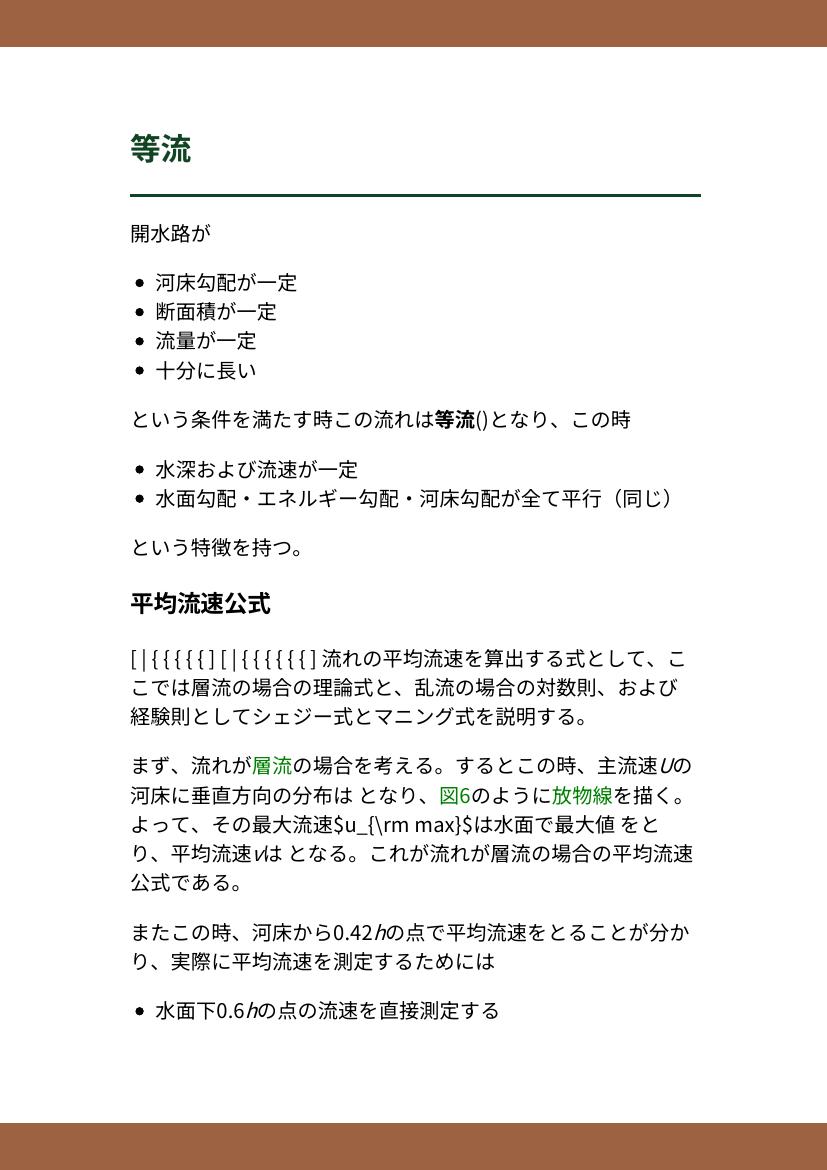 等流
開水路が
• 河床勾配が一定
• 断面積が一定
• 流量が一定
• 十分に長い
という条件を満たす時この流れは等流()となり、この時
• 水深および流速が一定
• 水面勾配・エネルギー勾配・河床勾配が全て平行（同じ）
という特徴を持つ。
平均流速公式
[ | { { { { { ] [ | { { { { { { ] 流れの平均流速を算出する式として、こ
こでは層流の場合の理論式と、乱流の場合の対数則、および
経験則としてシェジー式とマニング式を説明する。
まず、流れが層流の場合を考える。するとこの時、主流速Uの
河床に垂直方向の分布は となり、図6のように放物線を描く。
よって、その最大流速$u_{\rm max}$は水面で最大値 をと
り、平均流速vは となる。これが流れが層流の場合の平均流速
公式である。
またこの時、河床から0.42hの点で平均流速をとることが分か
り、実際に平均流速を測定するためには
• 水面下0.6hの点の流速を直接測定する